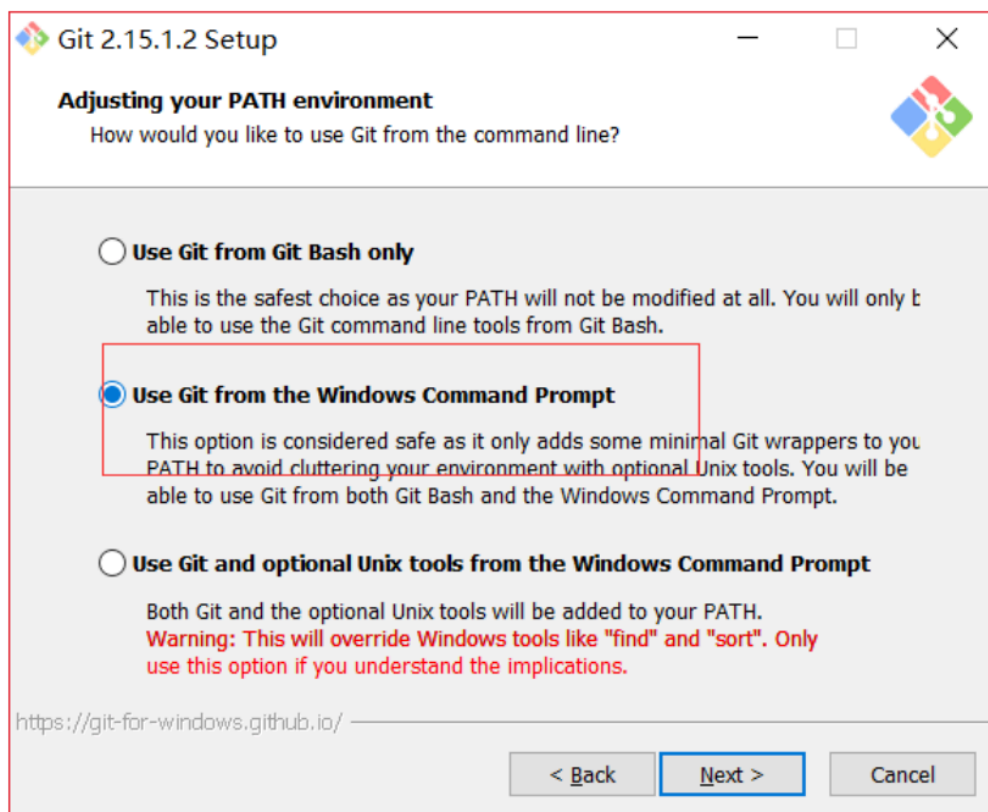 Git 2.15.1.2 Setup
Adjusting your PATH environment
How would you like to use Git from the command line?
Use Git from Git Bash only
This is the safest choice as your PATH will not be modified at all. You will only b
able to use the Git command line tools from Git Bash.
Use Git from the Windows Command Prompt
This option is considered safe as it only adds some minimal Git wrappers to you
PATH to avoid cluttering your environment with optional Unix tools. You will be
able to use Git from both Git Bash and the Windows Command Prompt.
Use Git and optional Unix tools from the Windows Command Prompt
Both Git and the optional Unix tools will be added to your PATH.
Warning: This will override Windows tools like "find" and "sort". Only
use this option if you understand the implications.
https://git-for-windows.github.io/
< Back Next > Cancel